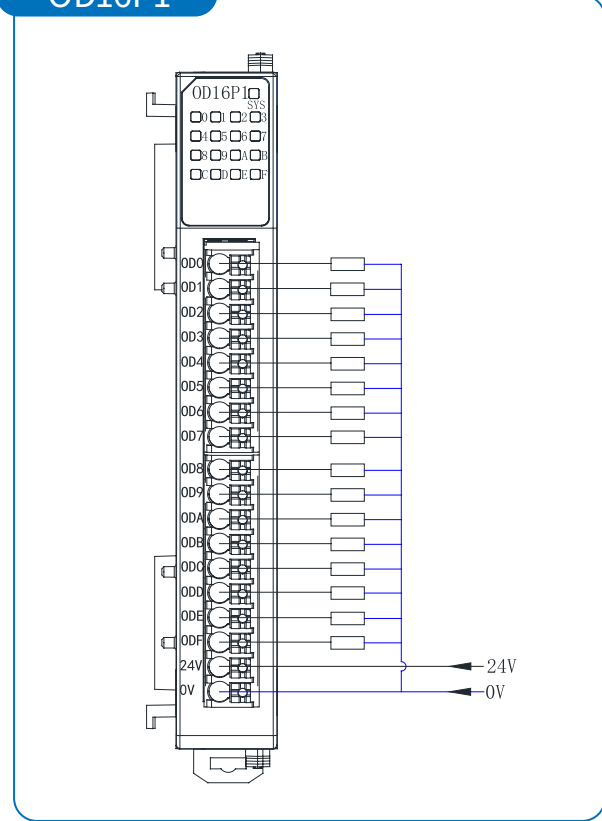 OD16P1
OD16P1
SYS
0 1 2 3
4 5 6 7
8 9 A B
C D E F
OD0
OD1
OD2
OD3
OD4
OD5
OD6
OD7
OD8
OD9
ODA
ODB
ODC
ODD
ODE
ODF
24V 24V
0V 0V